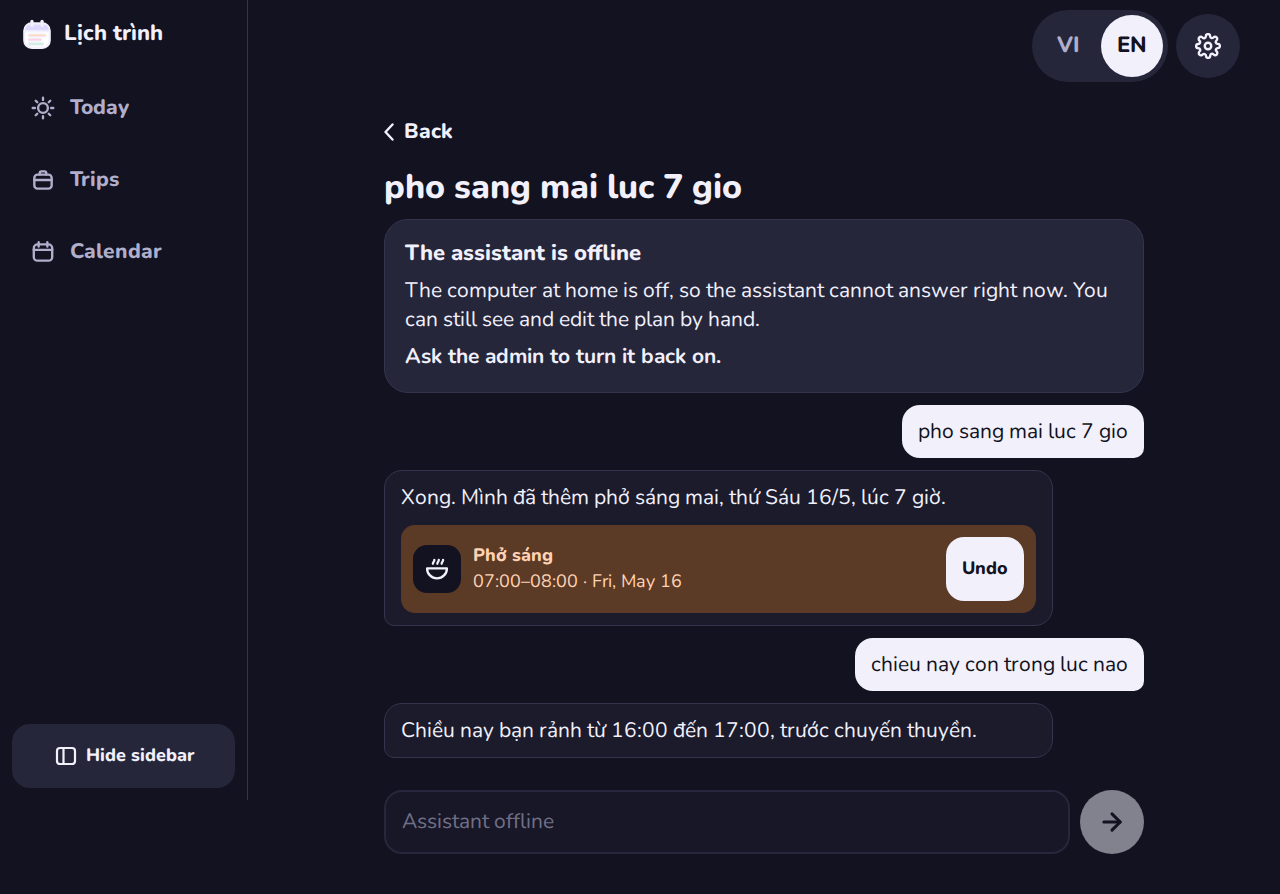 Lịch trình
VI
EN
Today
Trips
Calendar
Hide sidebar
Back
pho sang mai luc 7 gio
The assistant is offline
The computer at home is off, so the assistant cannot answer right now. You
can still see and edit the plan by hand.
Ask the admin to turn it back on.
pho sang mai luc 7 gio
Xong. Mình đã thêm phở sáng mai, thứ Sáu 16/5, lúc 7 giờ.
Phở sáng
07:00–08:00 · Fri, May 16
Undo
chieu nay con trong luc nao
Chiều nay bạn rảnh từ 16:00 đến 17:00, trước chuyến thuyền.
Assistant offline